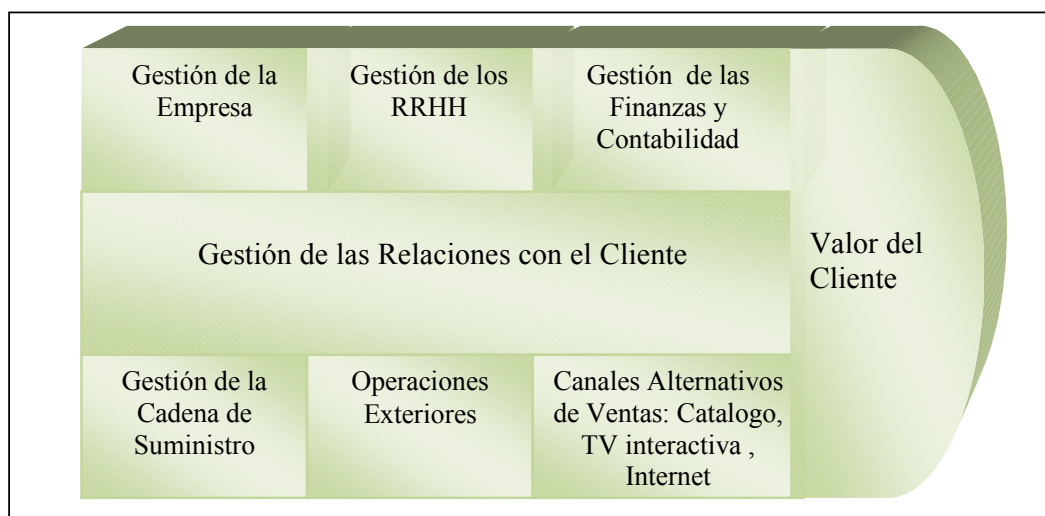 Gestión de la
Empresa
Gestión de los
RRHH
Gestión de las
Finanzas y
Contabilidad
Gestión de las Relaciones con el Cliente
Valor del
Cliente
Gestión de la
Cadena de
Suministro
Operaciones
Exteriores
Canales Alternativos
de Ventas: Catalogo,
TV interactiva ,
Internet